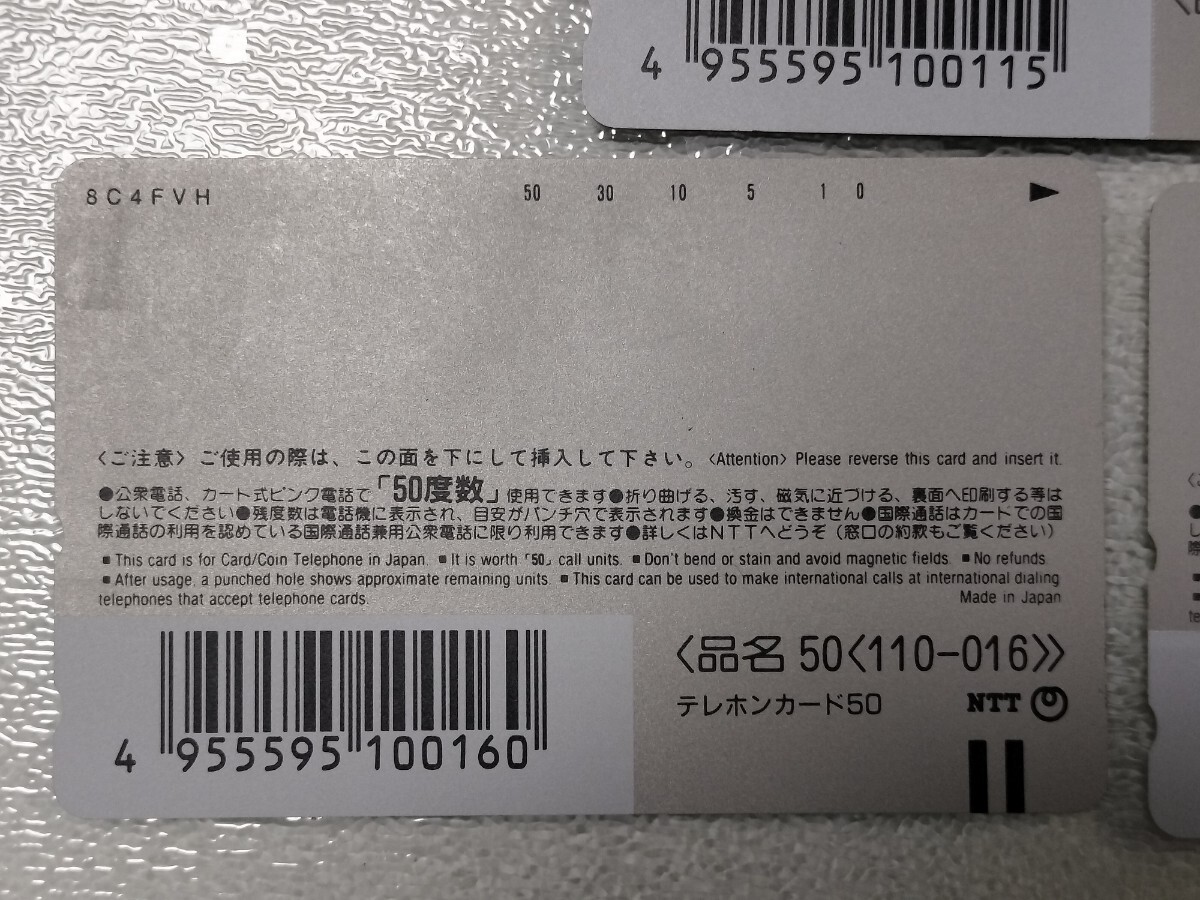 4 955595 100115
8C4FVH 50 30 10 5 1 0
〈ご注意〉ご使用の際は、この面を下にして挿入して下さい。〈Attention〉Please reverse this card and insert it.
●公衆電話、カード式ピンク電話で「50度数」使用できます●折り曲げる、汚す、磁気に近づける、裏面へ印刷する等は
しないでください●残度数は電話機に表示され、目安がパンチ穴で表示されます●換金はできません●国際通話はカードでの国
際通話の利用を認めている国際通話兼用公衆電話に限り利用できます●詳しくはNTTへどうぞ（窓口の約款もご覧ください）
■This card is for Card/Coin Telephone in Japan. ■It is worth「50」call units. ■Don't bend or stain and avoid magnetic fields. ■No refunds.
■After usage, a punched hole shows approximate remaining units. ■This card can be used to make international calls at international dialing
telephones that accept telephone cards. Made in Japan
〈品名 50〈110-016〉〉
テレホンカード50 NTT
4 955595 100160